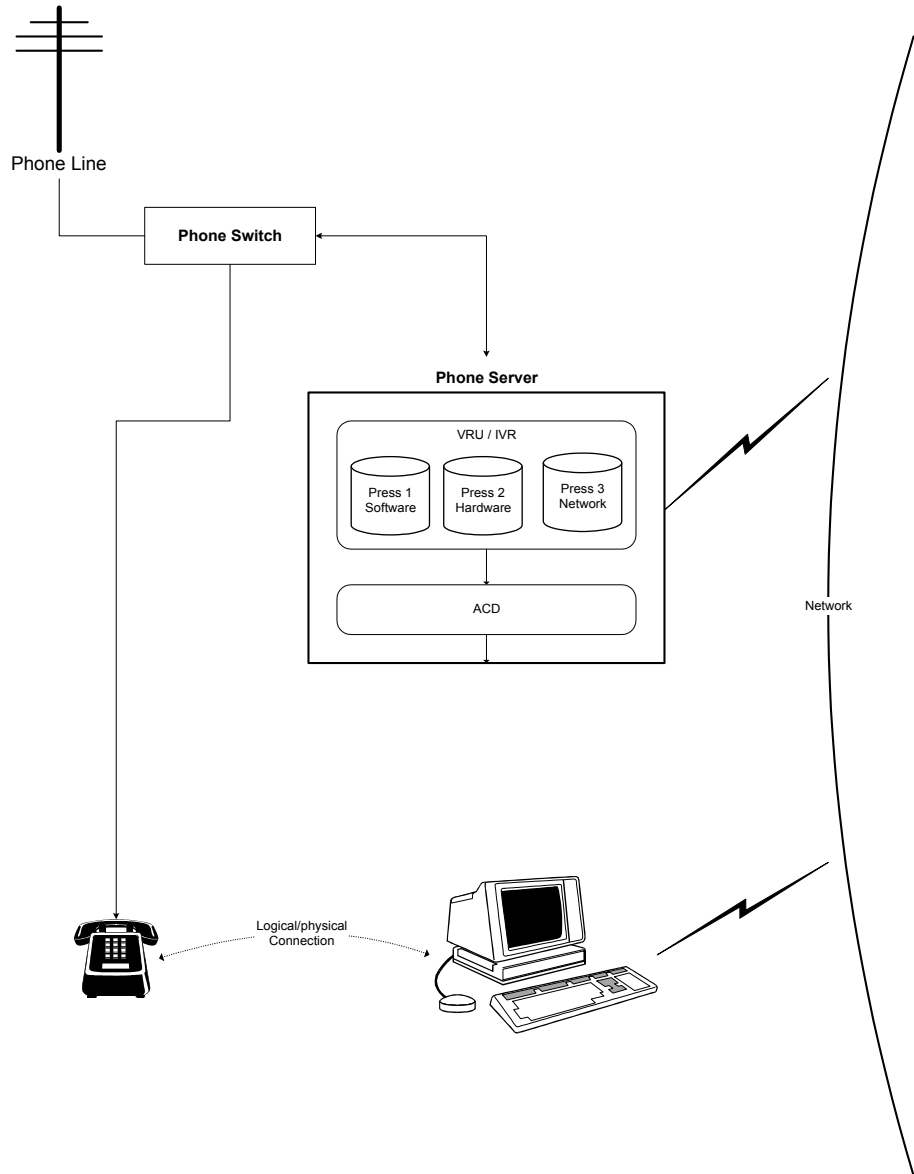 Phone Line
Phone Switch
Phone Server
VRU / IVR
Press 1
Software
Press 2
Hardware
Press 3
Network
ACD
Network
Logical/physical
Connection